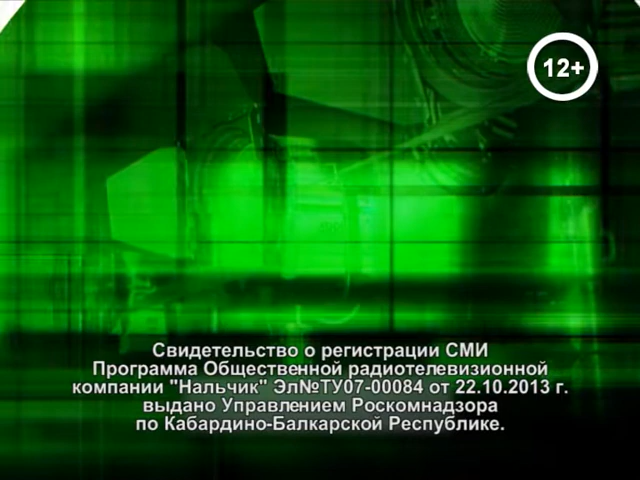 12+
Свидетельство о регистрации СМИ
Программа Общественной радиотелевизионной
компании "Нальчик" Эл№ТУ07-00084 от 22.10.2013 г.
выдано Управлением Роскомнадзора
по Кабардино-Балкарской Республике.